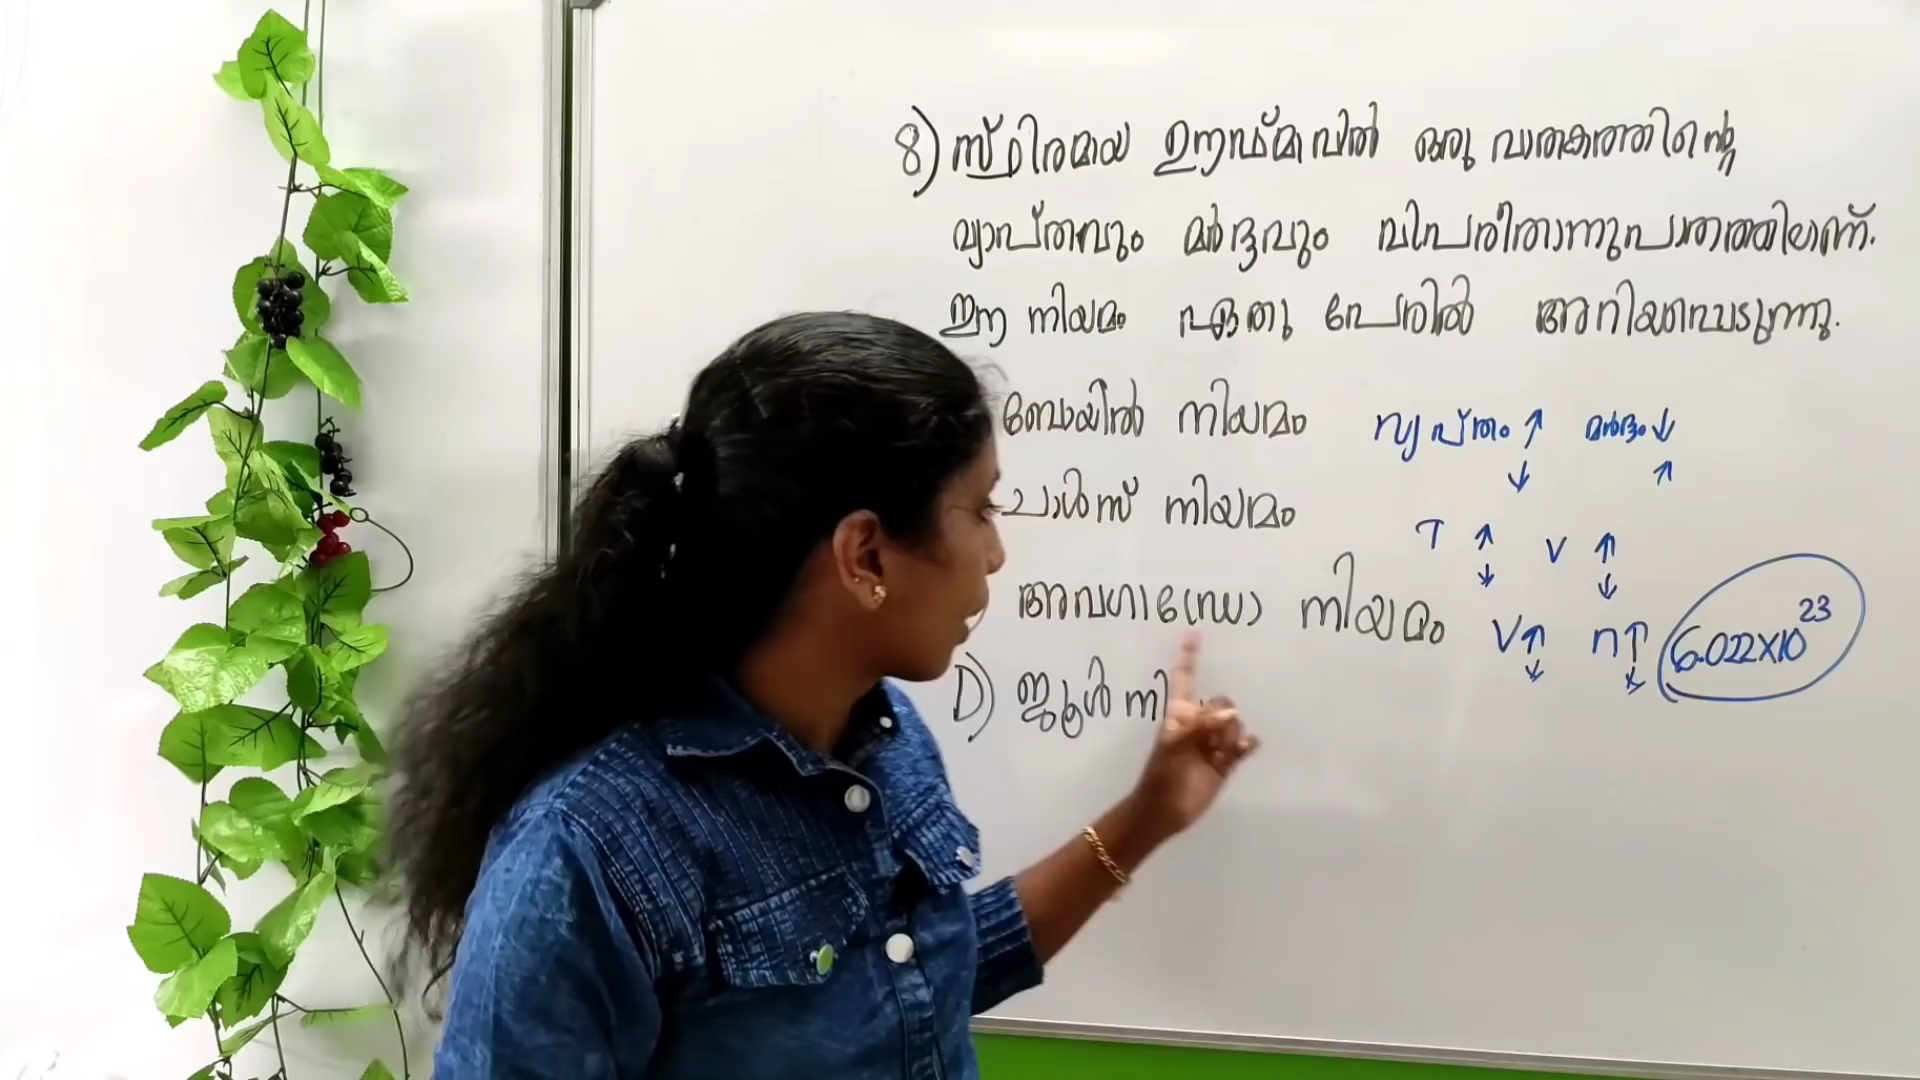 8) സ്ഥിരമായ ഊഷ്മാവിൽ ഒരു വാതകത്തിന്റെ
വ്യാപ്തവും മർദ്ദവും വിപരീതാനുപാതത്തിലാണ്.
ഈ നിയമം ഏതു പേരിൽ അറിയപ്പെടുന്നു.
ബോയിൽ നിയമം വ്യപ്തം ↑ മർദ്ദം ↓
↓ ↑
ചാൾസ് നിയമം
T ↑ V ↑
↓ ↓
അവഗാഡ്രോ നിയമം V↑ n↑ 6.022×10²³
↓ ↓
D) ജൂൾ നി